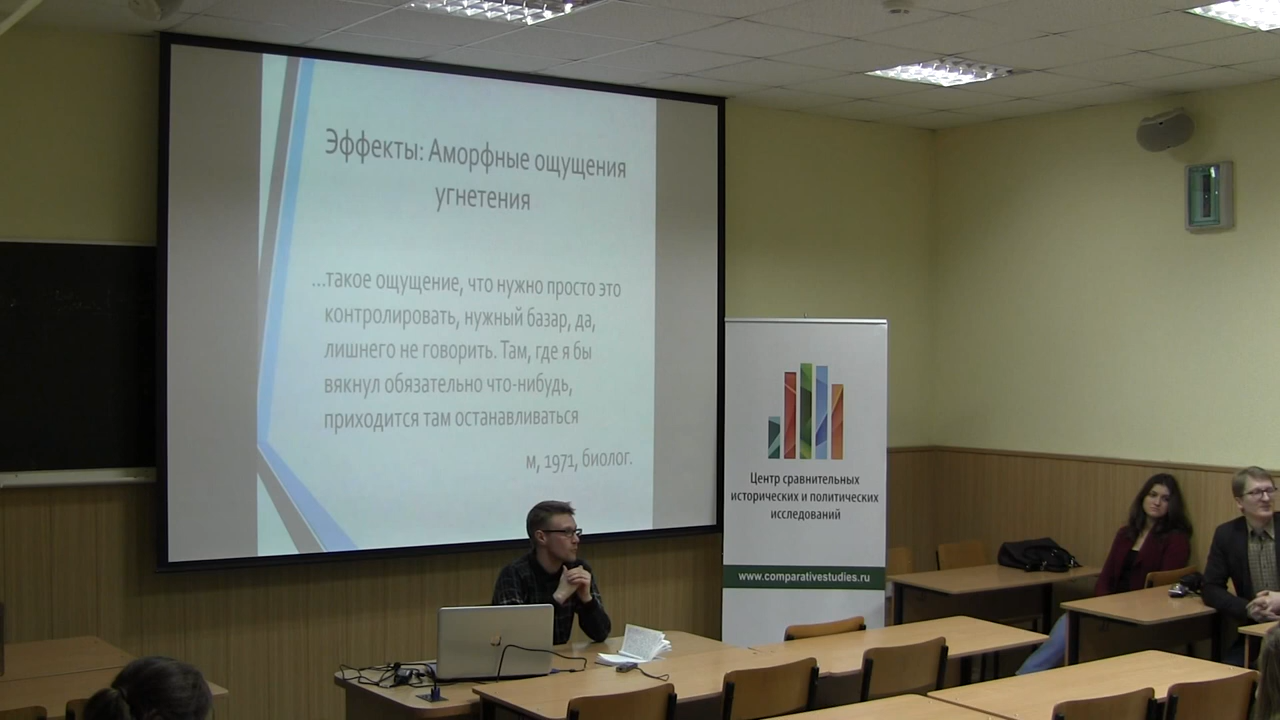 Эффекты: Аморфные ощущения
угнетения
...такое ощущение, что нужно просто это
контролировать, нужный базар, да,
лишнего не говорить. Там, где я бы
вякнул обязательно что-нибудь,
приходится там останавливаться
м, 1971, биолог.
Центр сравнительных
исторических и политических
исследований
www.comparativestudies.ru